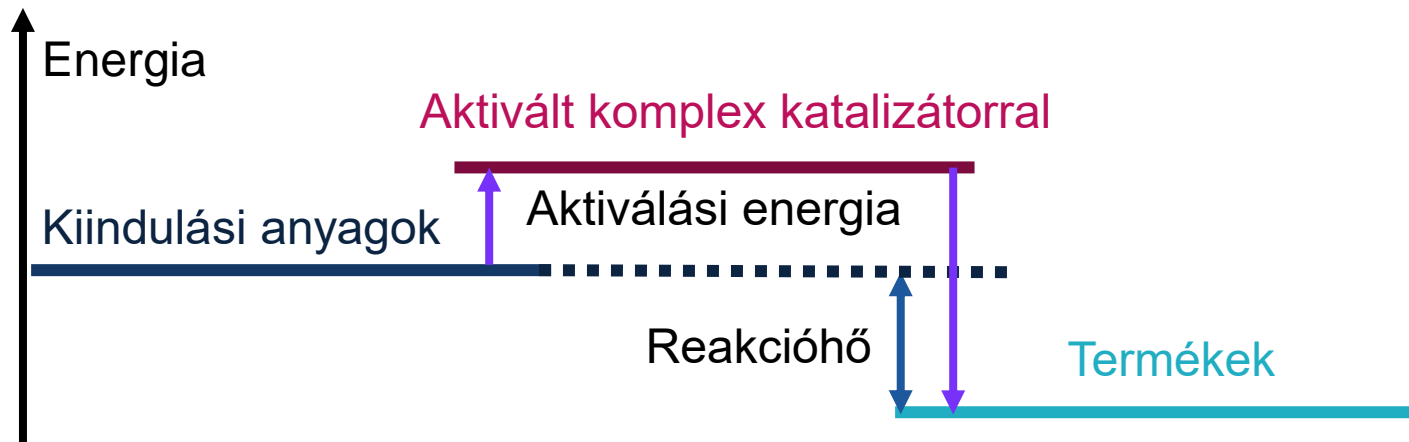 Energia
Aktivált komplex katalizátorral
Aktiválási energia
Kiindulási anyagok
Reakcióhő
Termékek